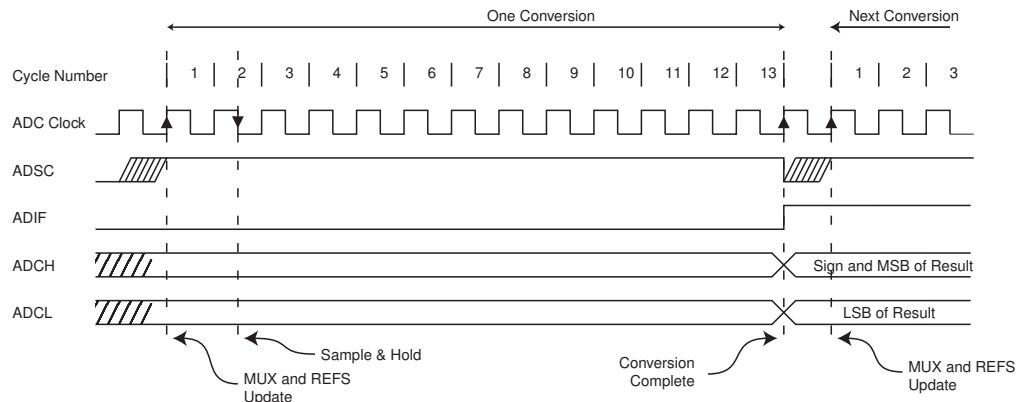 One Conversion
Next Conversion
Cycle Number 1 2 3 4 5 6 7 8 9 10 11 12 13 1 2 3
ADC Clock
ADSC
ADIF
ADCH Sign and MSB of Result
ADCL LSB of Result
Sample & Hold
MUX and REFS
Update
Conversion
Complete
MUX and REFS
Update